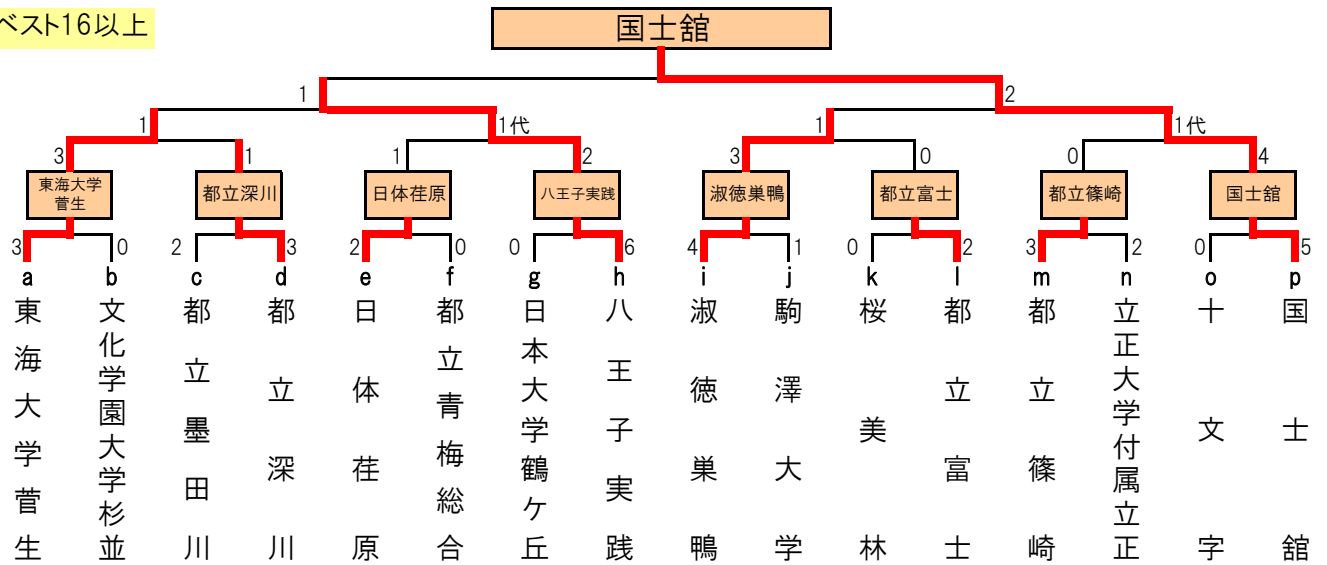 ベスト16以上
国士舘
1
2
1
1代
1
1代
3
1
1
2
3
0
0
4
東海大学
菅生
都立深川
日体荏原
八王子実践
淑徳巣鴨
都立富士
都立篠崎
国士舘
3
0
2
3
2
0
0
6
4
1
0
2
3
2
0
5
a
b
c
d
e
f
g
h
i
j
k
l
m
n
o
p
東海大学菅生
文化学園大学杉並
都立墨田川
都立深川
日体荏原
都立青梅総合
日本大学鶴ケ丘
八王子実践
淑徳巣鴨
駒澤大学
桜美林
都立富士
都立篠崎
立正大学付属立正
十文字
国士舘